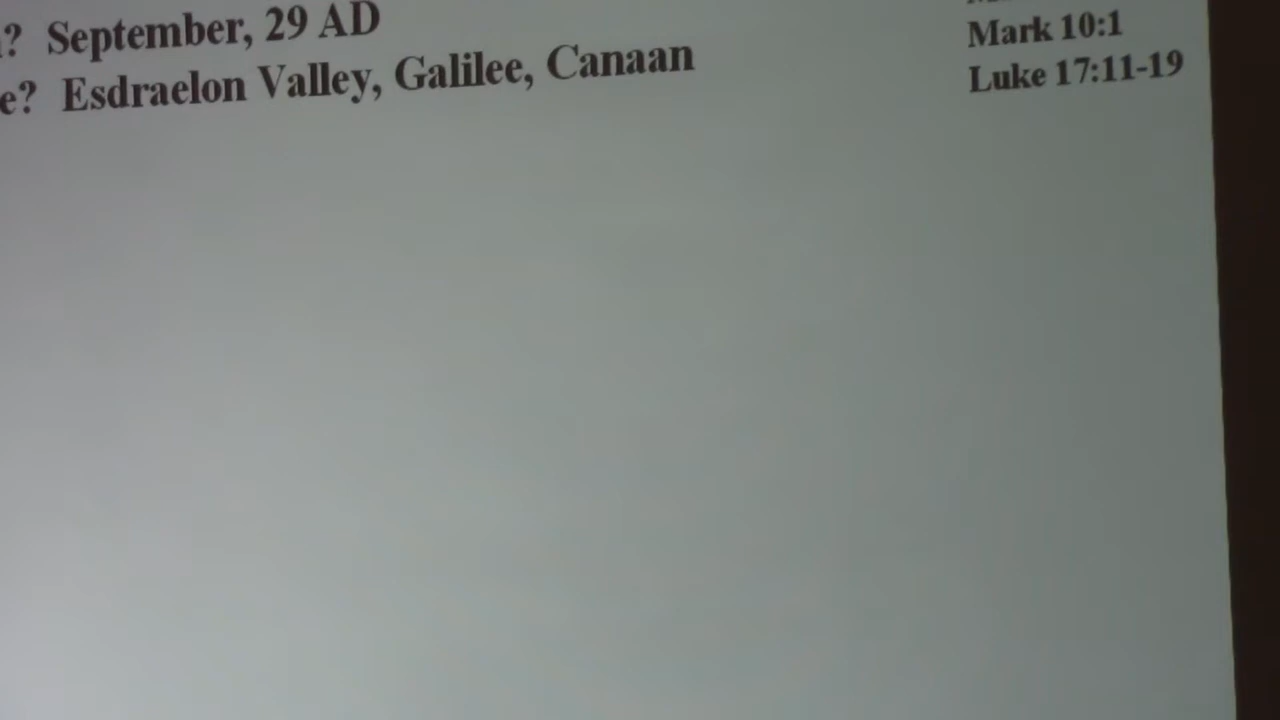 ? September, 29 AD
e? Esdraelon Valley, Galilee, Canaan
Mark 10:1
Luke 17:11-19